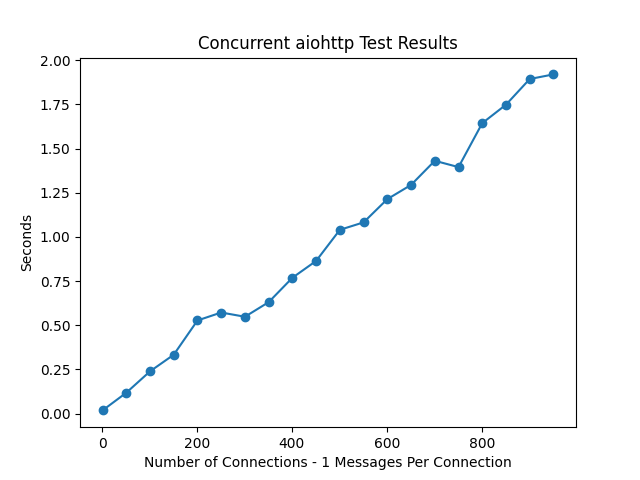 Concurrent aiohttp Test Results
2.00
1.75
1.50
1.25
1.00
0.75
0.50
0.25
0.00
Seconds
0 200 400 600 800
Number of Connections - 1 Messages Per Connection